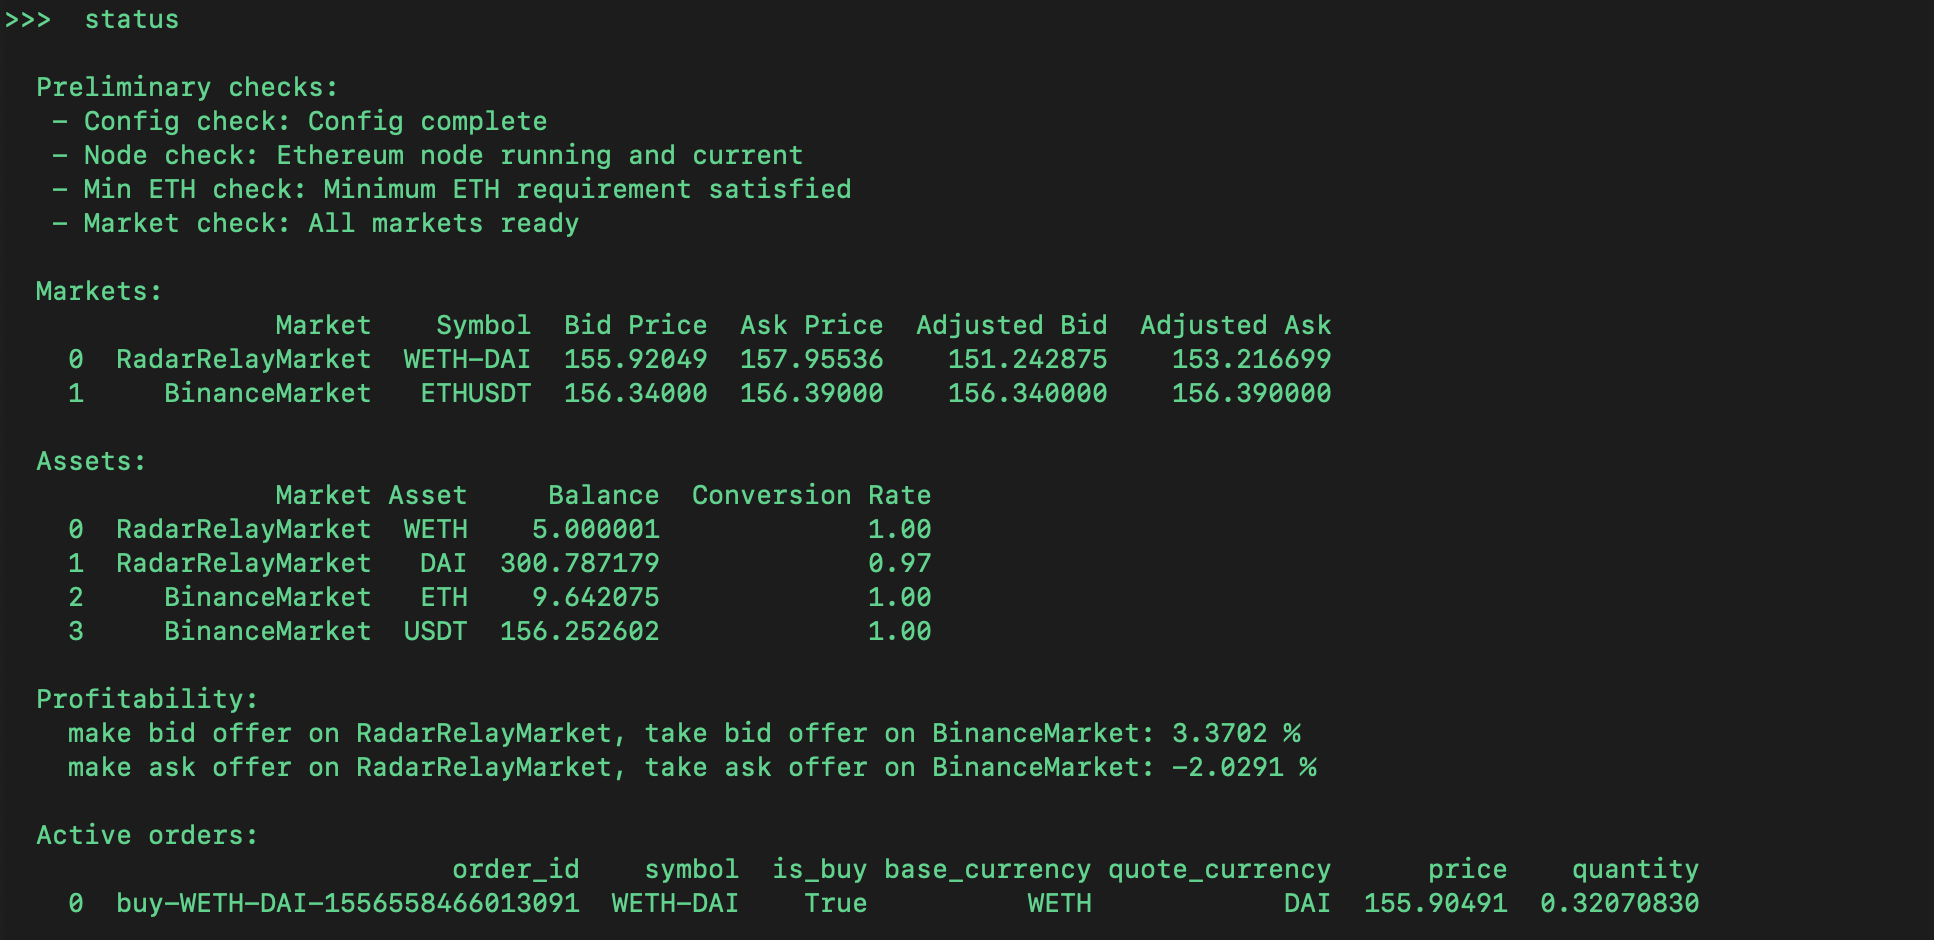 >>>  status
Preliminary checks:
 - Config check: Config complete
 - Node check: Ethereum node running and current
 - Min ETH check: Minimum ETH requirement satisfied
 - Market check: All markets ready
Markets:
             Market    Symbol  Bid Price  Ask Price  Adjusted Bid  Adjusted Ask
0  RadarRelayMarket  WETH-DAI  155.92049  157.95536    151.242875    153.216699
1     BinanceMarket   ETHUSDT  156.34000  156.39000    156.340000    156.390000
Assets:
             Market Asset     Balance  Conversion Rate
0  RadarRelayMarket  WETH    5.000001             1.00
1  RadarRelayMarket   DAI  300.787179             0.97
2     BinanceMarket   ETH    9.642075             1.00
3     BinanceMarket  USDT  156.252602             1.00
Profitability:
make bid offer on RadarRelayMarket, take bid offer on BinanceMarket: 3.3702 %
make ask offer on RadarRelayMarket, take ask offer on BinanceMarket: -2.0291 %
Active orders:
                        order_id    symbol  is_buy base_currency quote_currency      price    quantity
0  buy-WETH-DAI-1556558466013091  WETH-DAI    True          WETH            DAI  155.90491  0.32070830